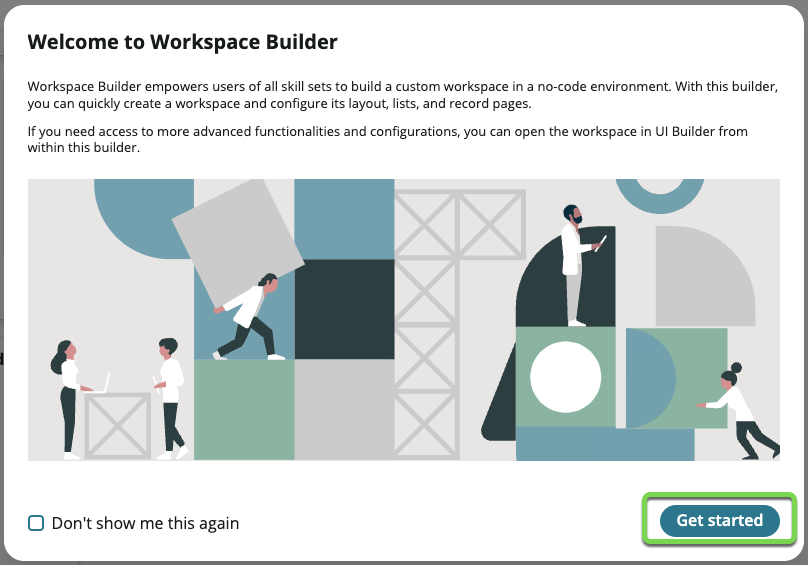 Welcome to Workspace Builder
Workspace Builder empowers users of all skill sets to build a custom workspace in a no-code environment. With this builder,
you can quickly create a workspace and configure its layout, lists, and record pages.
If you need access to more advanced functionalities and configurations, you can open the workspace in UI Builder from
within this builder.
Don't show me this again
Get started